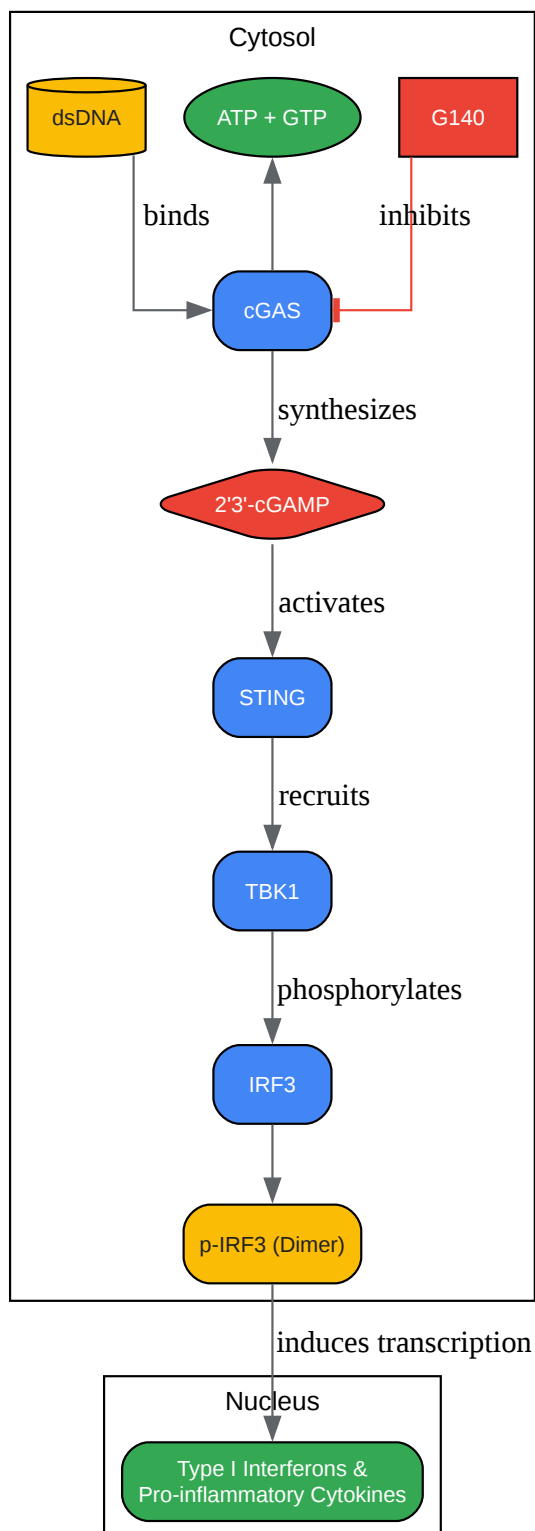 Cytosol
dsDNA
ATP + GTP
G140
binds
inhibits
cGAS
synthesizes
2'3'-cGAMP
activates
STING
recruits
TBK1
phosphorylates
IRF3
p-IRF3 (Dimer)
induces transcription
Nucleus
Type I Interferons &
Pro-inflammatory Cytokines